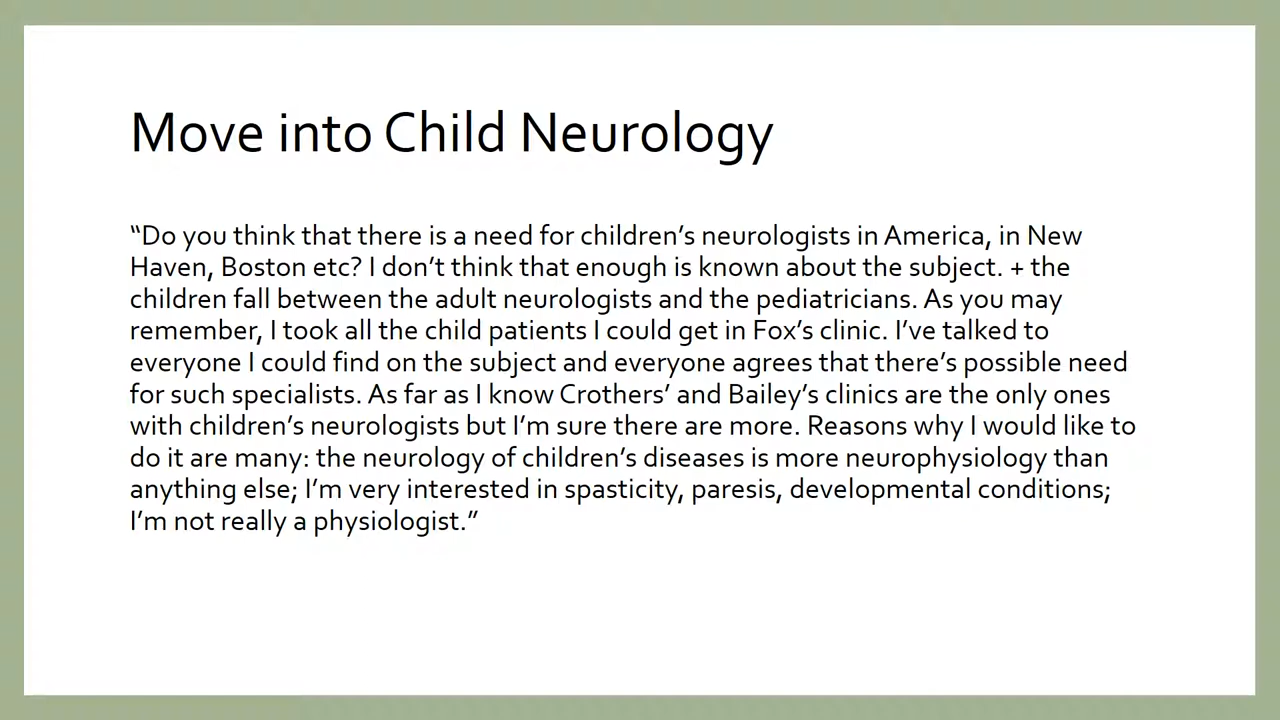 Move into Child Neurology
“Do you think that there is a need for children’s neurologists in America, in New
Haven, Boston etc? I don’t think that enough is known about the subject. + the
children fall between the adult neurologists and the pediatricians. As you may
remember, I took all the child patients I could get in Fox’s clinic. I’ve talked to
everyone I could find on the subject and everyone agrees that there’s possible need
for such specialists. As far as I know Crothers’ and Bailey’s clinics are the only ones
with children’s neurologists but I’m sure there are more. Reasons why I would like to
do it are many: the neurology of children’s diseases is more neurophysiology than
anything else; I’m very interested in spasticity, paresis, developmental conditions;
I’m not really a physiologist.”